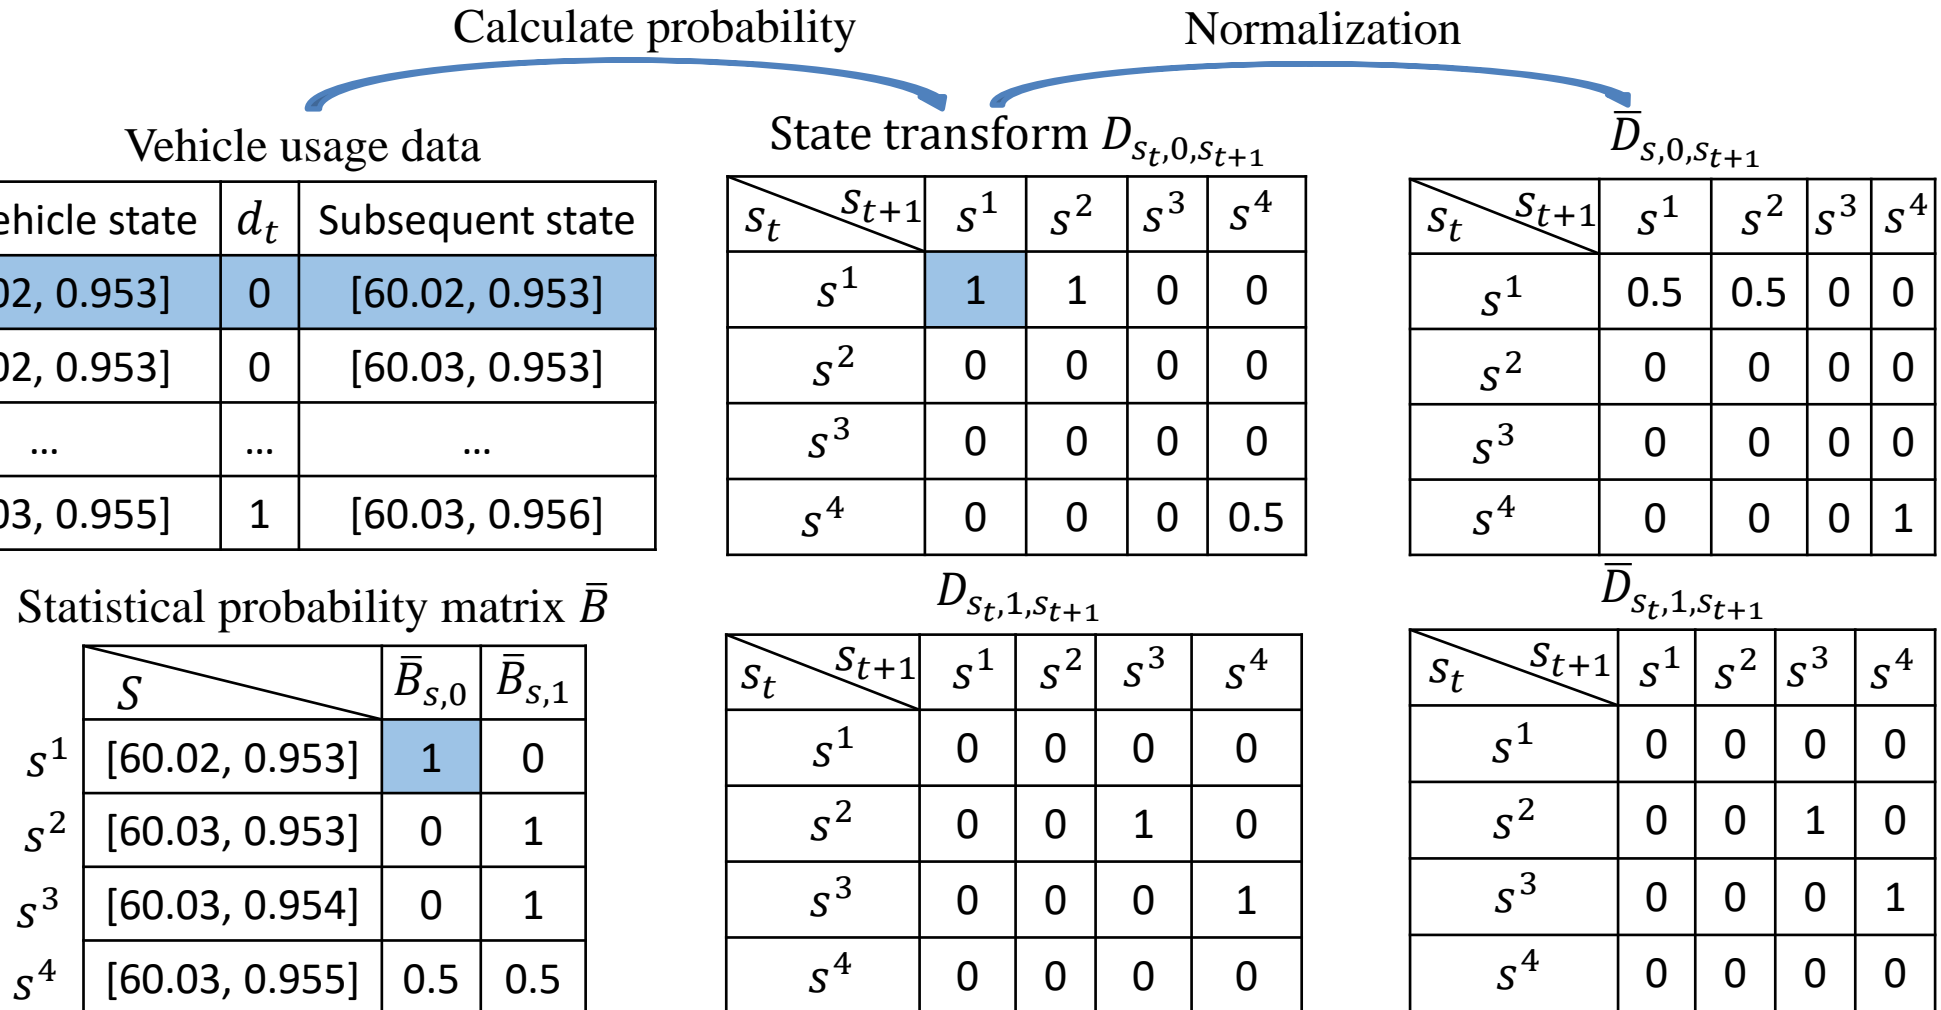 Calculate probability
Normalization
Vehicle usage data
ehicle state | d_t | Subsequent state
02, 0.953] | 0 | [60.02, 0.953]
02, 0.953] | 0 | [60.03, 0.953]
... | ... | ...
03, 0.955] | 1 | [60.03, 0.956]
State transform D_{s_t,0,s_{t+1}}
s_t | s_{t+1} | s^1 | s^2 | s^3 | s^4
s^1 | 1 | 1 | 0 | 0
s^2 | 0 | 0 | 0 | 0
s^3 | 0 | 0 | 0 | 0
s^4 | 0 | 0 | 0 | 0.5
D̅_{s,0,s_{t+1}}
s_t | s_{t+1} | s^1 | s^2 | s^3 | s^4
s^1 | 0.5 | 0.5 | 0 | 0
s^2 | 0 | 0 | 0 | 0
s^3 | 0 | 0 | 0 | 0
s^4 | 0 | 0 | 0 | 1
Statistical probability matrix B̅
S | B̅_{s,0} | B̅_{s,1}
s^1 | [60.02, 0.953] | 1 | 0
s^2 | [60.03, 0.953] | 0 | 1
s^3 | [60.03, 0.954] | 0 | 1
s^4 | [60.03, 0.955] | 0.5 | 0.5
D_{s_t,1,s_{t+1}}
s_t | s_{t+1} | s^1 | s^2 | s^3 | s^4
s^1 | 0 | 0 | 0 | 0
s^2 | 0 | 0 | 1 | 0
s^3 | 0 | 0 | 0 | 1
s^4 | 0 | 0 | 0 | 0
D̅_{s_t,1,s_{t+1}}
s_t | s_{t+1} | s^1 | s^2 | s^3 | s^4
s^1 | 0 | 0 | 0 | 0
s^2 | 0 | 0 | 1 | 0
s^3 | 0 | 0 | 0 | 1
s^4 | 0 | 0 | 0 | 0